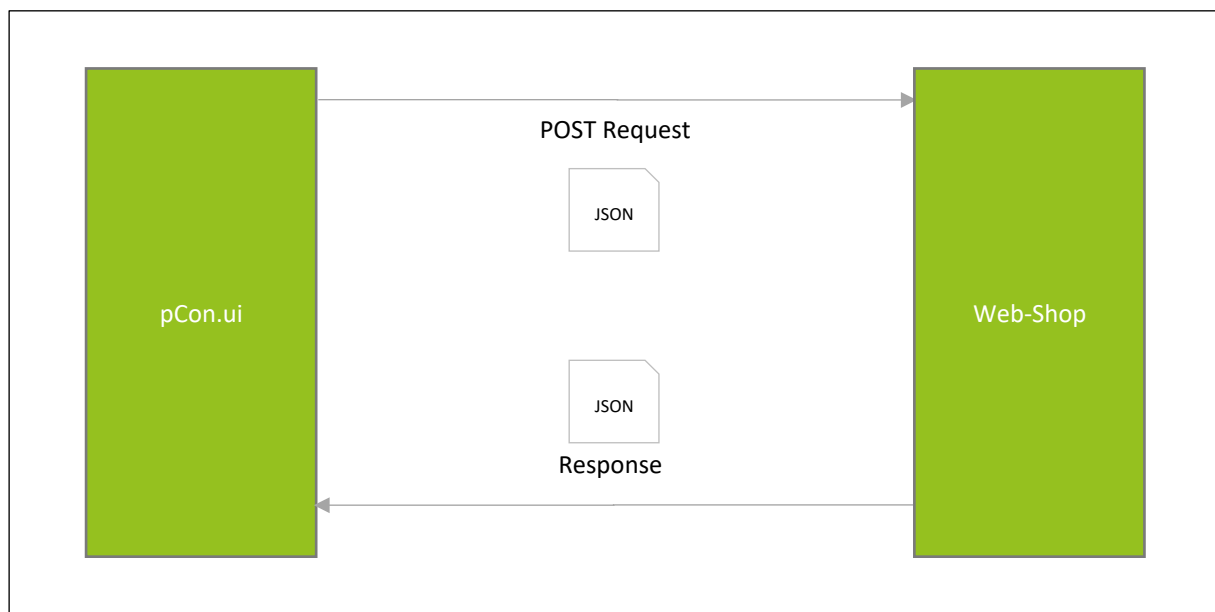 POST Request
JSON
pCon.ui
Web-Shop
JSON
Response